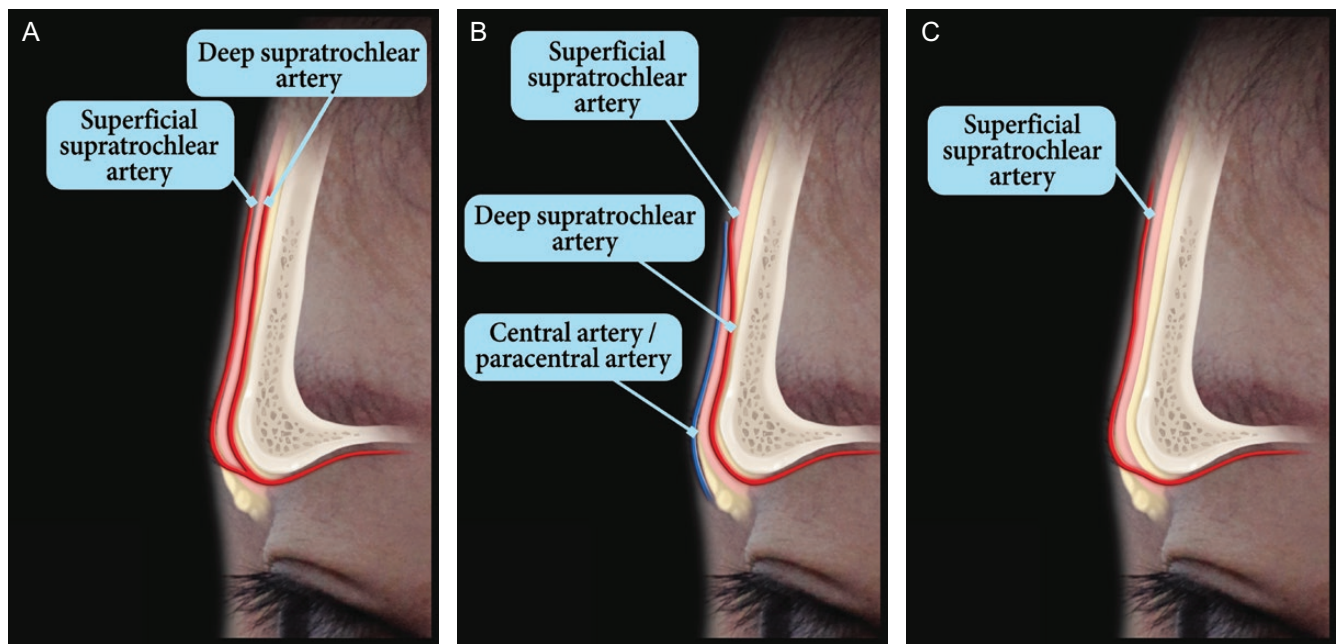 A
Deep supratrochlear
artery
Superficial
supratrochlear
artery
B
Superficial
supratrochlear
artery
Deep supratrochlear
artery
Central artery /
paracentral artery
C
Superficial
supratrochlear
artery